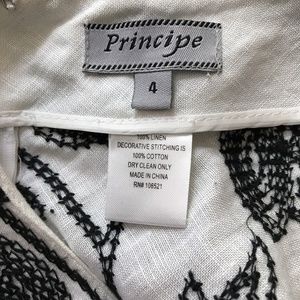 Principe
4
100% LINEN
DECORATIVE STITCHING IS
100% COTTON
DRY CLEAN ONLY
MADE IN CHINA
RN# 108521